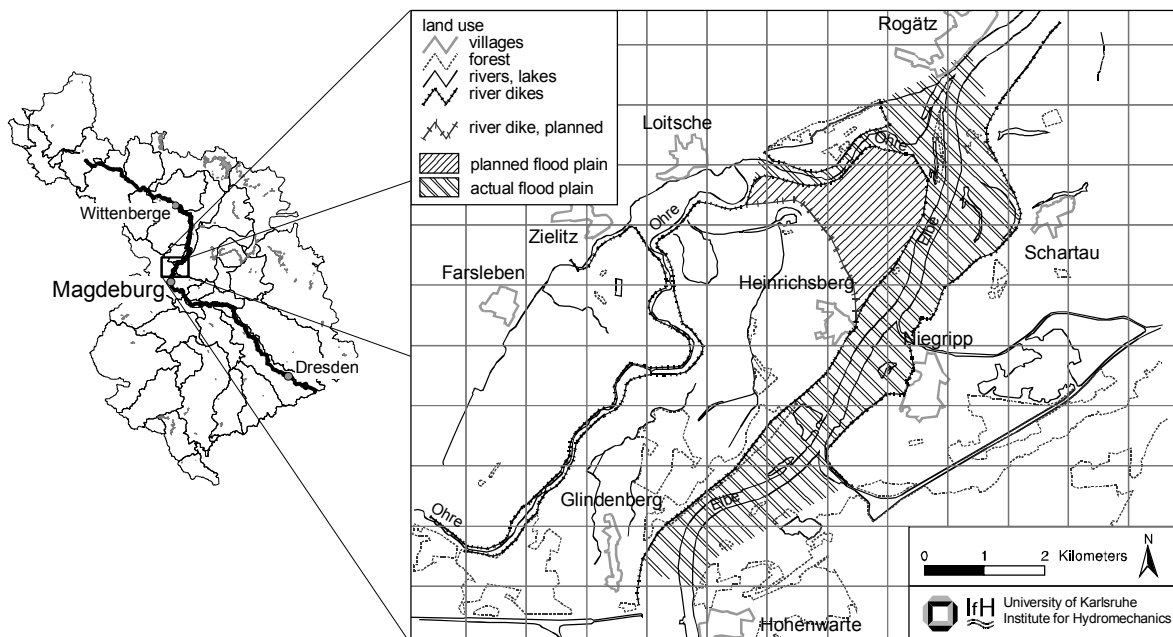 land use
villages
forest
rivers, lakes
river dikes
river dike, planned
planned flood plain
actual flood plain
Wittenberge
Magdeburg
Dresden
Rogätz
Loitsche
Ohre
Ohre
Zielitz
Elbe
Schartau
Farsleben
Heinrichsberg
Niegripp
Glindenberg
Elbe
Ohre
Hohenwarte
0 1 2 Kilometers
N
IfH
University of Karlsruhe
Institute for Hydromechanics